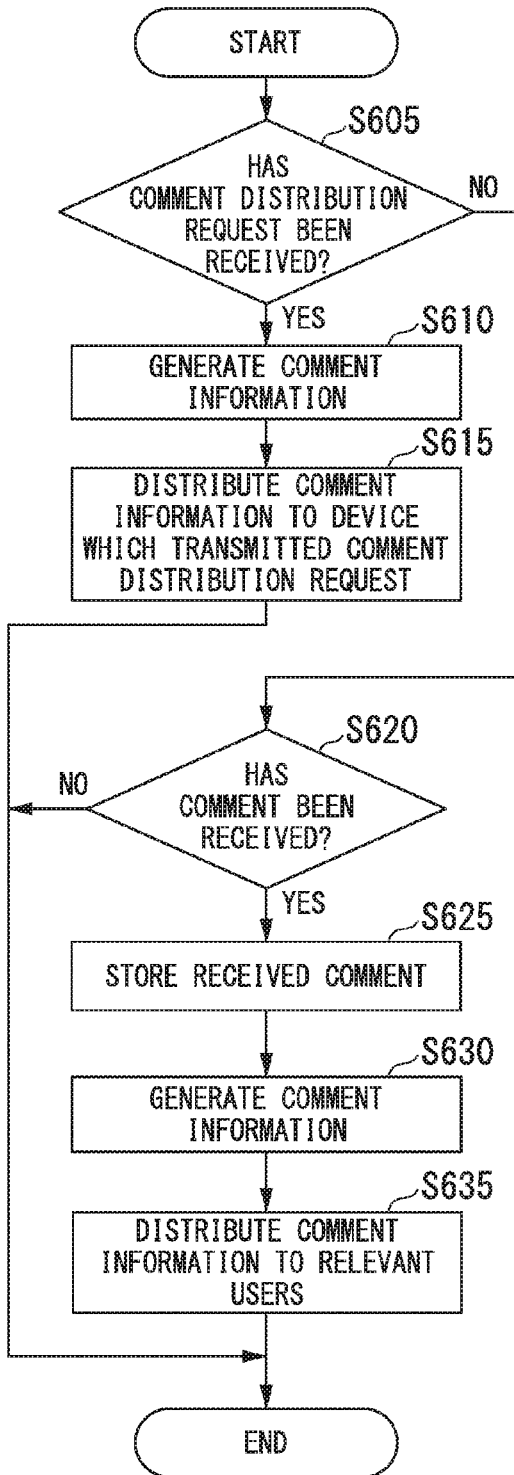 START
S605
HAS
COMMENT DISTRIBUTION
REQUEST BEEN
RECEIVED?
NO
YES
S610
GENERATE COMMENT
INFORMATION
S615
DISTRIBUTE COMMENT
INFORMATION TO DEVICE
WHICH TRANSMITTED COMMENT
DISTRIBUTION REQUEST
S620
NO
HAS
COMMENT BEEN
RECEIVED?
YES
S625
STORE RECEIVED COMMENT
S630
GENERATE COMMENT
INFORMATION
S635
DISTRIBUTE COMMENT
INFORMATION TO RELEVANT
USERS
END